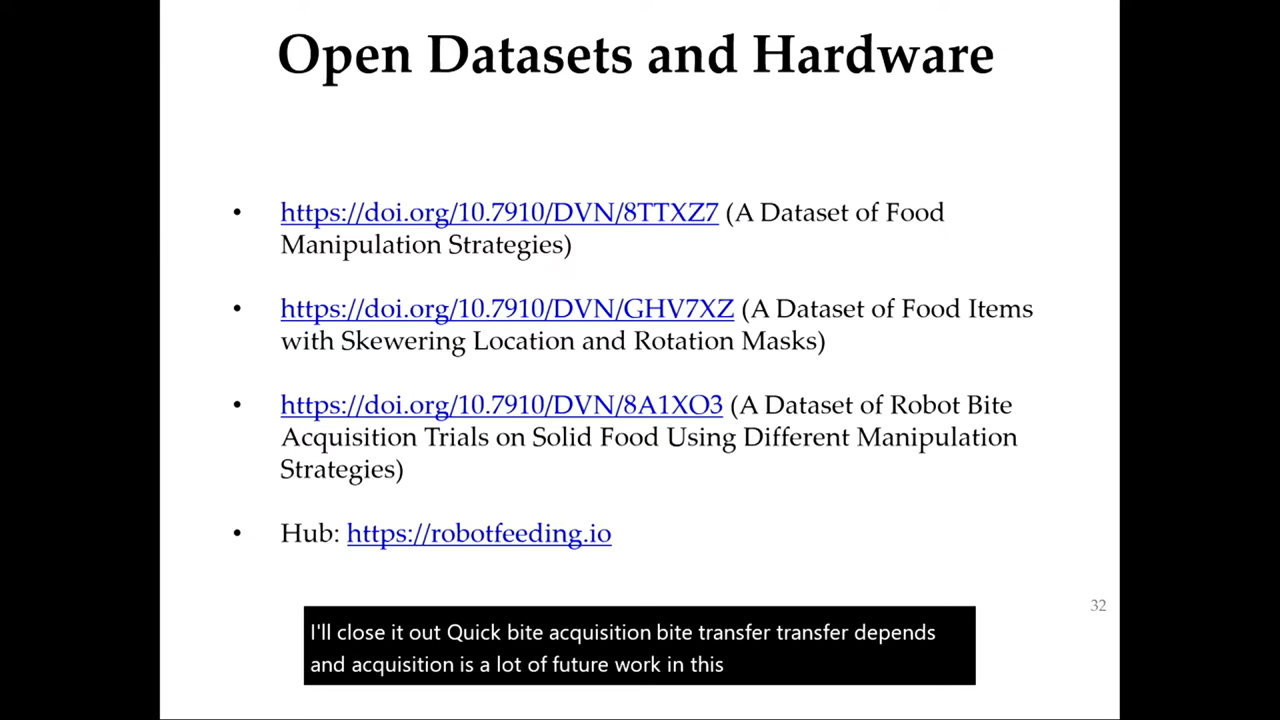 Open Datasets and Hardware
• https://doi.org/10.7910/DVN/8TTXZ7 (A Dataset of Food
Manipulation Strategies)
• https://doi.org/10.7910/DVN/GHV7XZ (A Dataset of Food Items
with Skewering Location and Rotation Masks)
• https://doi.org/10.7910/DVN/8A1XO3 (A Dataset of Robot Bite
Acquisition Trials on Solid Food Using Different Manipulation
Strategies)
• Hub: https://robotfeeding.io
32
I'll close it out Quick bite acquisition bite transfer transfer depends
and acquisition is a lot of future work in this